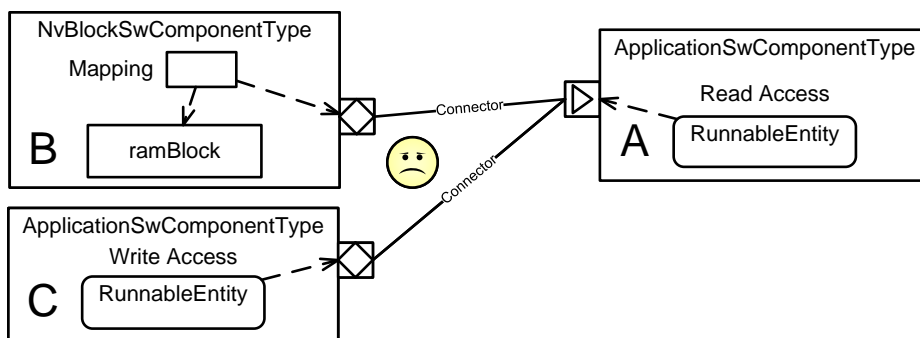 NvBlockSwComponentType
Mapping
B
ramBlock
Connector
Connector
ApplicationSwComponentType
Read Access
A
RunnableEntity
ApplicationSwComponentType
Write Access
C
RunnableEntity